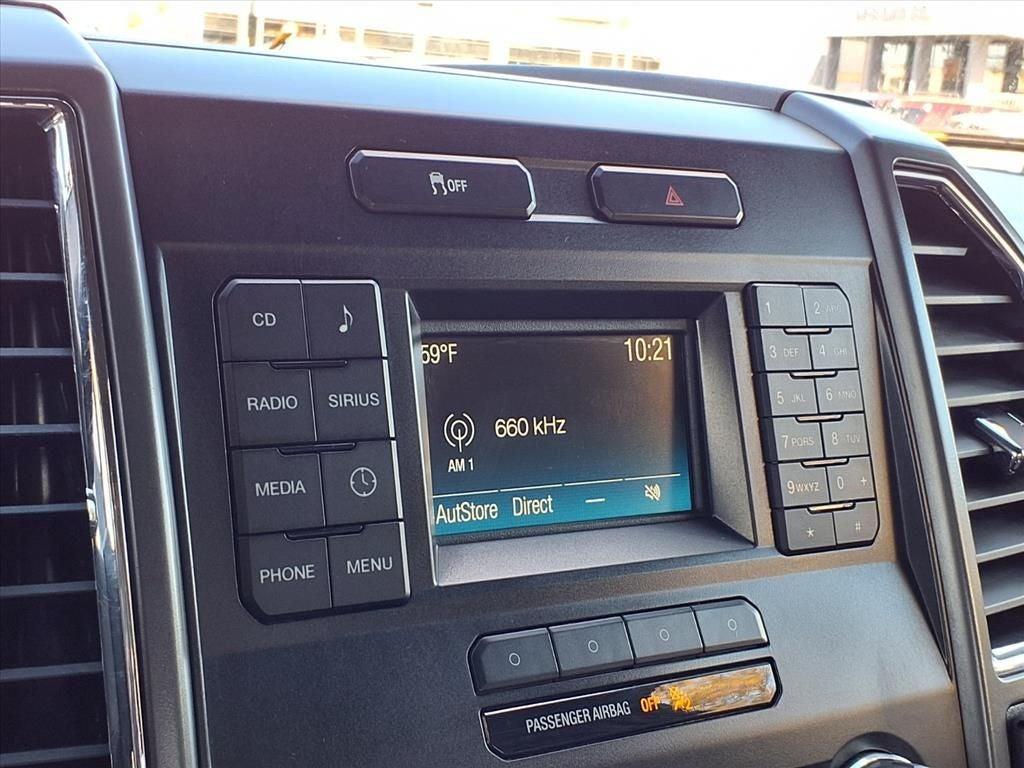 OFF
CD
RADIO SIRIUS
MEDIA
PHONE MENU
59°F 10:21
660 kHz
AM 1
AutStore Direct —
1 2 ABC
3 DEF 4 GHI
5 JKL 6 MNO
7 PQRS 8 TUV
9 WXYZ 0 +
* #
PASSENGER AIRBAG OFF